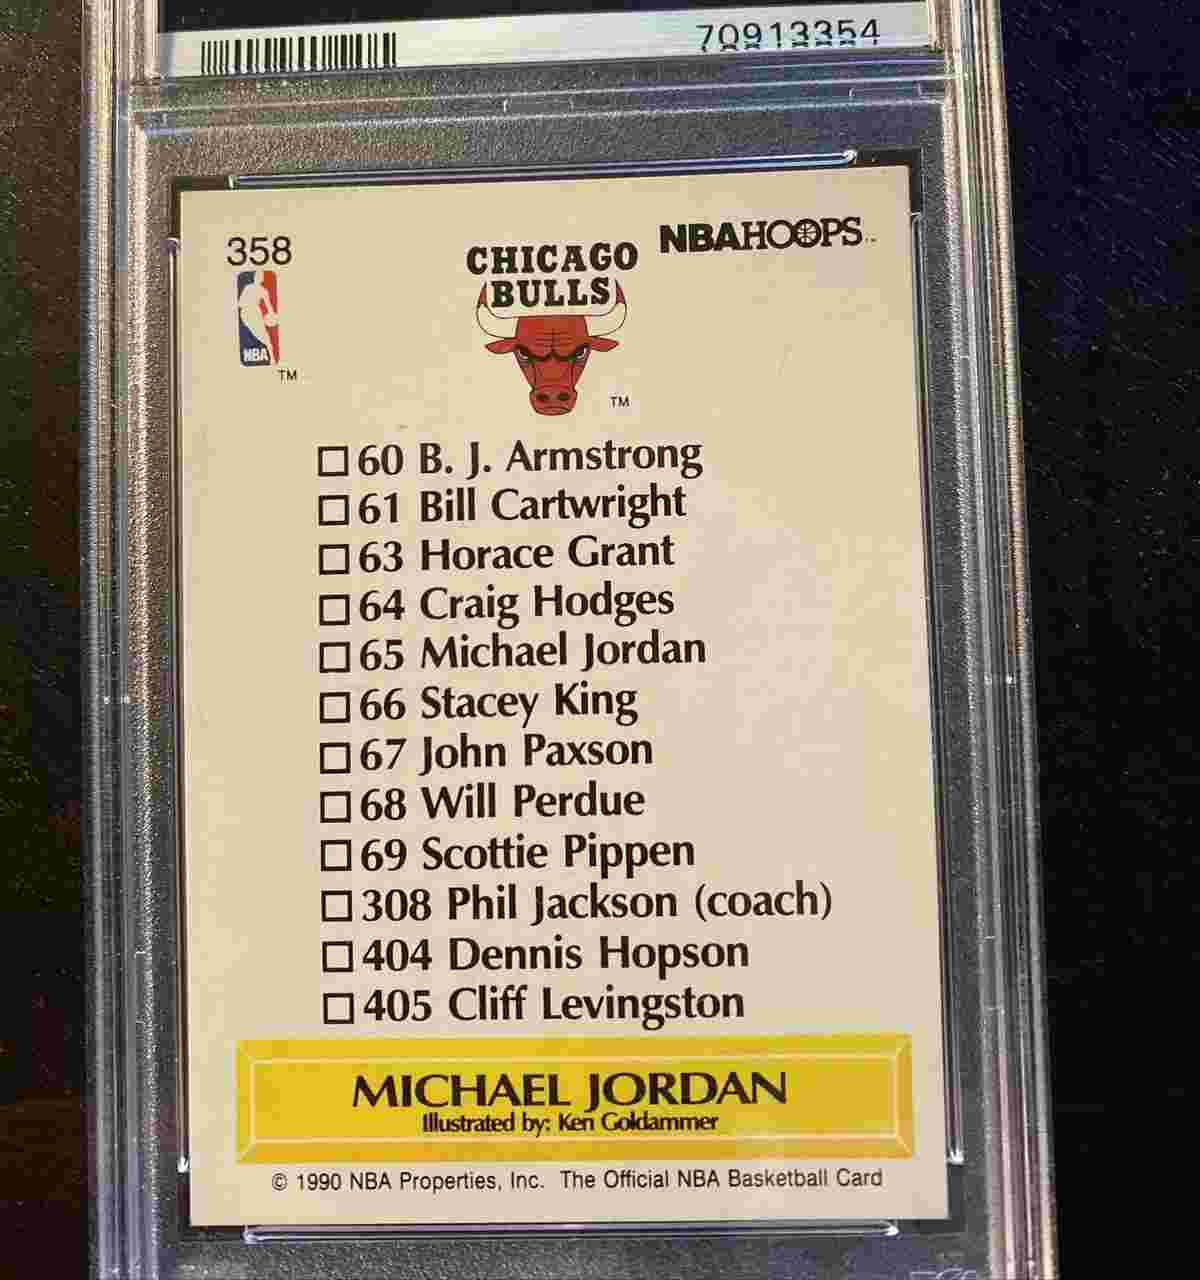 70913354
358
NBAHOOPS™
CHICAGO
BULLS
NBA
TM
TM
60 B. J. Armstrong
61 Bill Cartwright
63 Horace Grant
64 Craig Hodges
65 Michael Jordan
66 Stacey King
67 John Paxson
68 Will Perdue
69 Scottie Pippen
308 Phil Jackson (coach)
404 Dennis Hopson
405 Cliff Levingston
MICHAEL JORDAN
Illustrated by: Ken Goldammer
© 1990 NBA Properties, Inc. The Official NBA Basketball Card